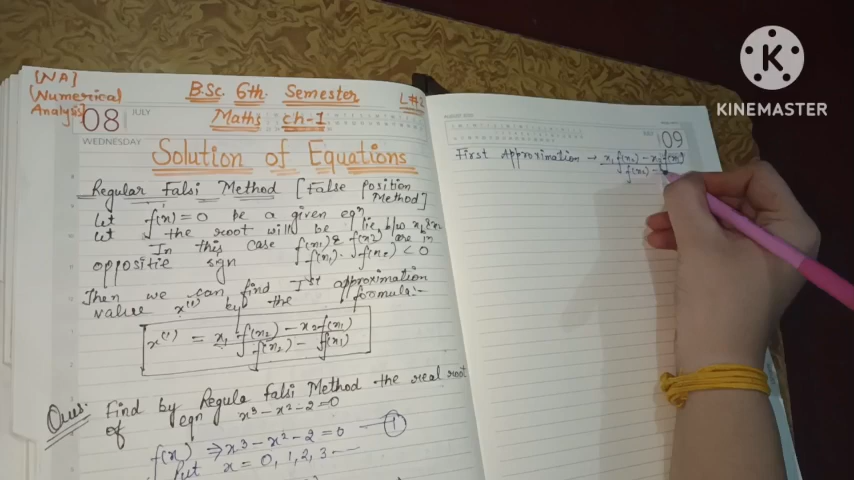 [NA]
[Numerical
Analysis]
B.Sc. 6th Semester
L#2
08 JULY
Maths ch-1
WEDNESDAY
Solution of Equations
Regular Falsi Method [False Position
Method]
Let f(x) = 0 be a given eqn
let the root will be lie b/w x1 & x2
In this case f(x1) & f(x2) are in
oppositie sgn f(x1) . f(x2) < 0
Then we can find Ist approximation
value x^(1) by the formula:-
x^(1) = x1 f(x2) - x2 f(x1)
f(x2) - f(x1)
Ques. Find by Regula Falsi Method the real root
of eqn x³ - x² - 2 = 0
f(x) ⇒ x³ - x² - 2 = 0 — ①
Put x = 0, 1, 2, 3 ---
JULY 09
First Approximation → x1 f(x2) - x2 f(x1)
f(x2) -
K
KINEMASTER